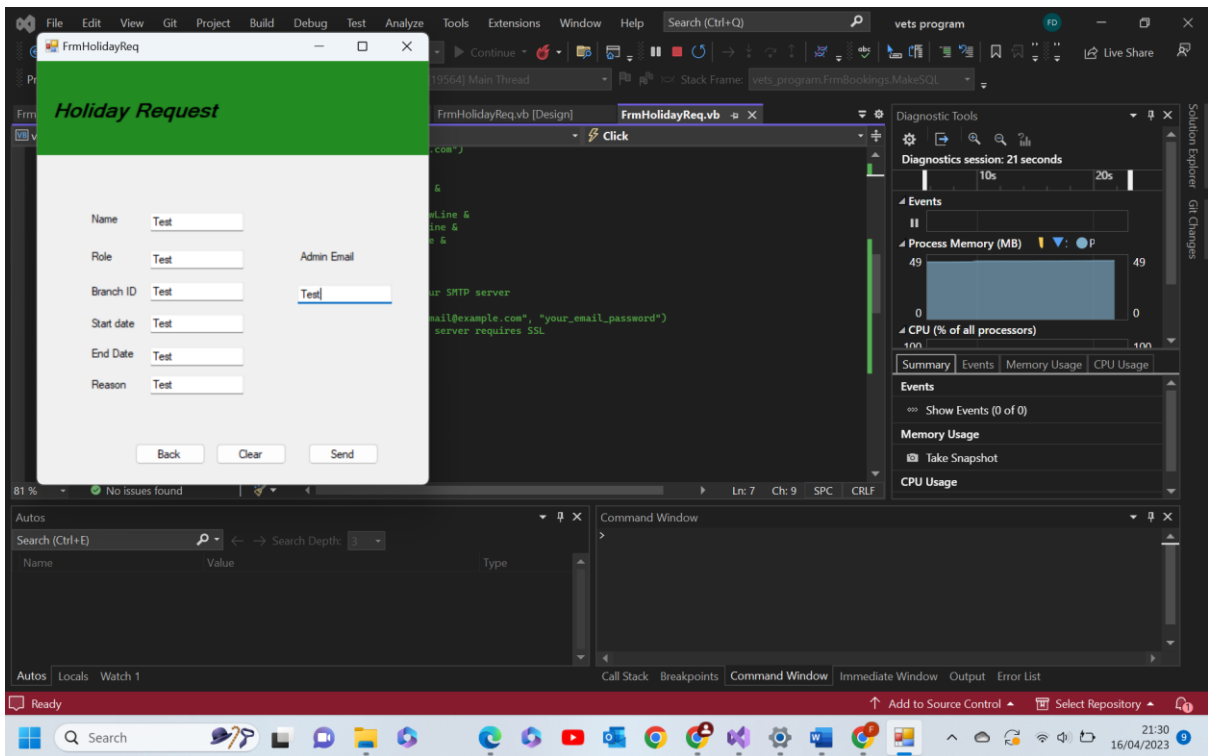 File Edit View Git Project Build Debug Test Analyze Tools Extensions Window Help Search (Ctrl+Q) vets program FD
FrmHolidayReq
Continue
Live Share
Pr
19564] Main Thread
Stack Frame: vets_program.FrmBookings.MakeSQL
Holiday Request
Frm
FrmHolidayReq.vb [Design]
FrmHolidayReq.vb
VB v
Click
.com")
&
wLine &
ine &
e &
ur SMTP server
mail@example.com", "your_email_password")
server requires SSL
Name Test
Role Test Admin Email
Branch ID Test Test
Start date Test
End Date Test
Reason Test
Back Clear Send
81 % No issues found Ln: 7 Ch: 9 SPC CRLF
Diagnostic Tools
Diagnostics session: 21 seconds
10s 20s
Events
Process Memory (MB) P
49 49
0 0
CPU (% of all processors)
100 100
Summary Events Memory Usage CPU Usage
Events
Show Events (0 of 0)
Memory Usage
Take Snapshot
CPU Usage
Solution Explorer
Git Changes
Autos
Search (Ctrl+E) Search Depth: 3
Name Value Type
Command Window
>
Autos Locals Watch 1
Call Stack Breakpoints Command Window Immediate Window Output Error List
Ready Add to Source Control Select Repository
Search
21:30
16/04/2023
9